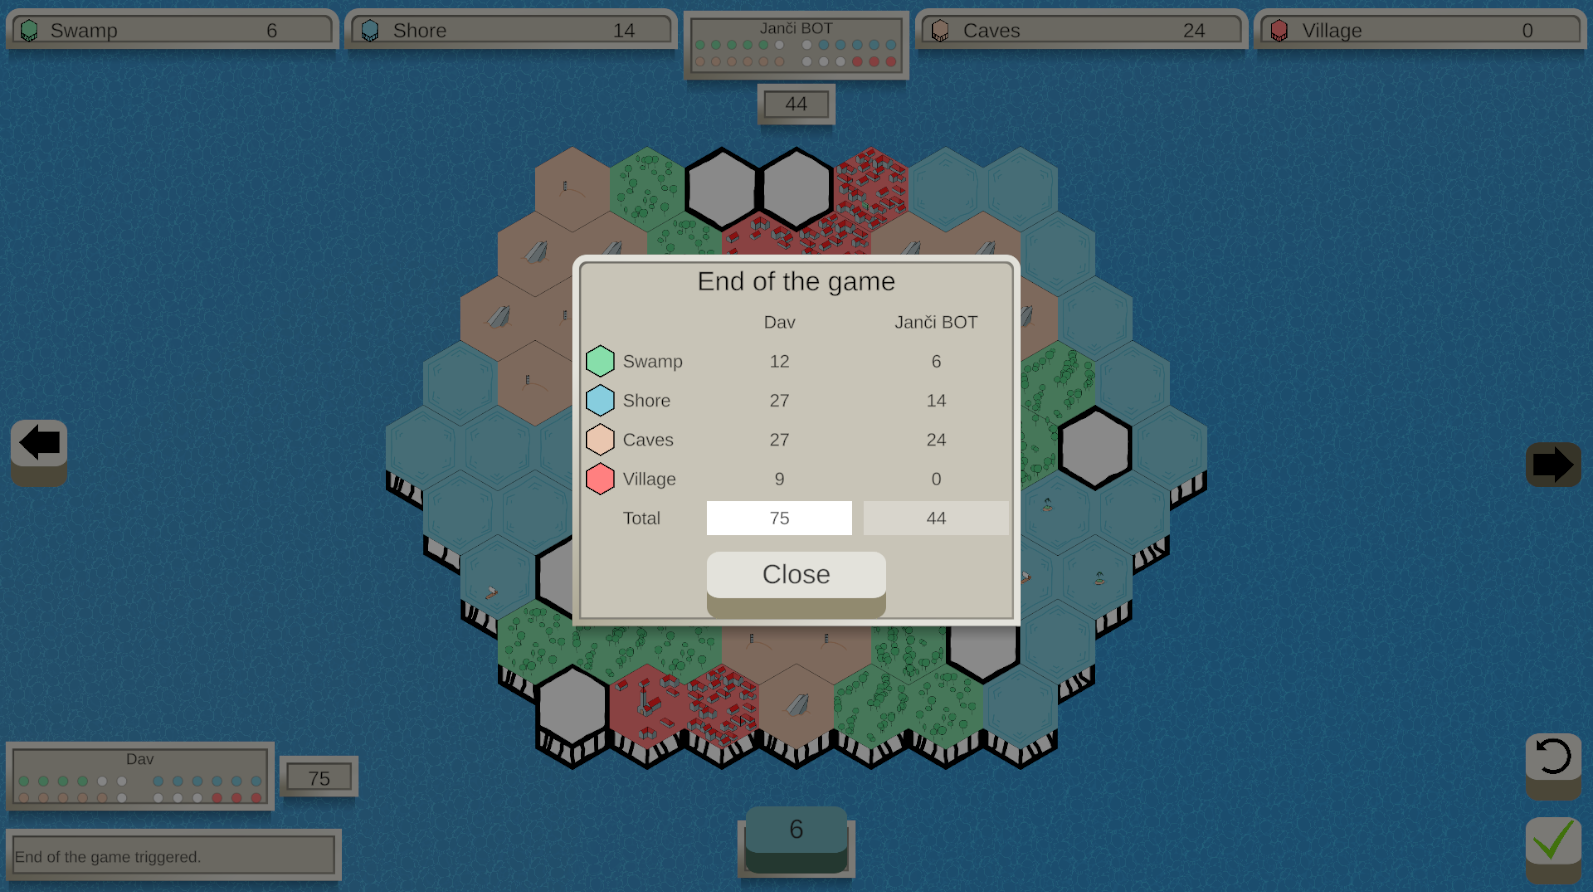 Swamp 6
Shore 14
Janči BOT
Caves 24
Village 0
44
End of the game
Dav Janči BOT
Swamp 12 6
Shore 27 14
Caves 27 24
Village 9 0
Total 75 44
Close
Dav
75
6
End of the game triggered.